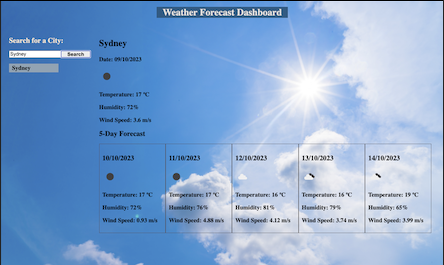 Weather Forecast Dashboard
Search for a City:
Sydney Search
Sydney
Sydney
Date: 09/10/2023
Temperature: 17 °C
Humidity: 72%
Wind Speed: 3.6 m/s
5-Day Forecast
10/10/2023 11/10/2023 12/10/2023 13/10/2023 14/10/2023
Temperature: 17 °C Temperature: 17 °C Temperature: 16 °C Temperature: 16 °C Temperature: 19 °C
Humidity: 72% Humidity: 76% Humidity: 81% Humidity: 79% Humidity: 65%
Wind Speed: 0.93 m/s Wind Speed: 4.88 m/s Wind Speed: 4.12 m/s Wind Speed: 3.74 m/s Wind Speed: 3.99 m/s